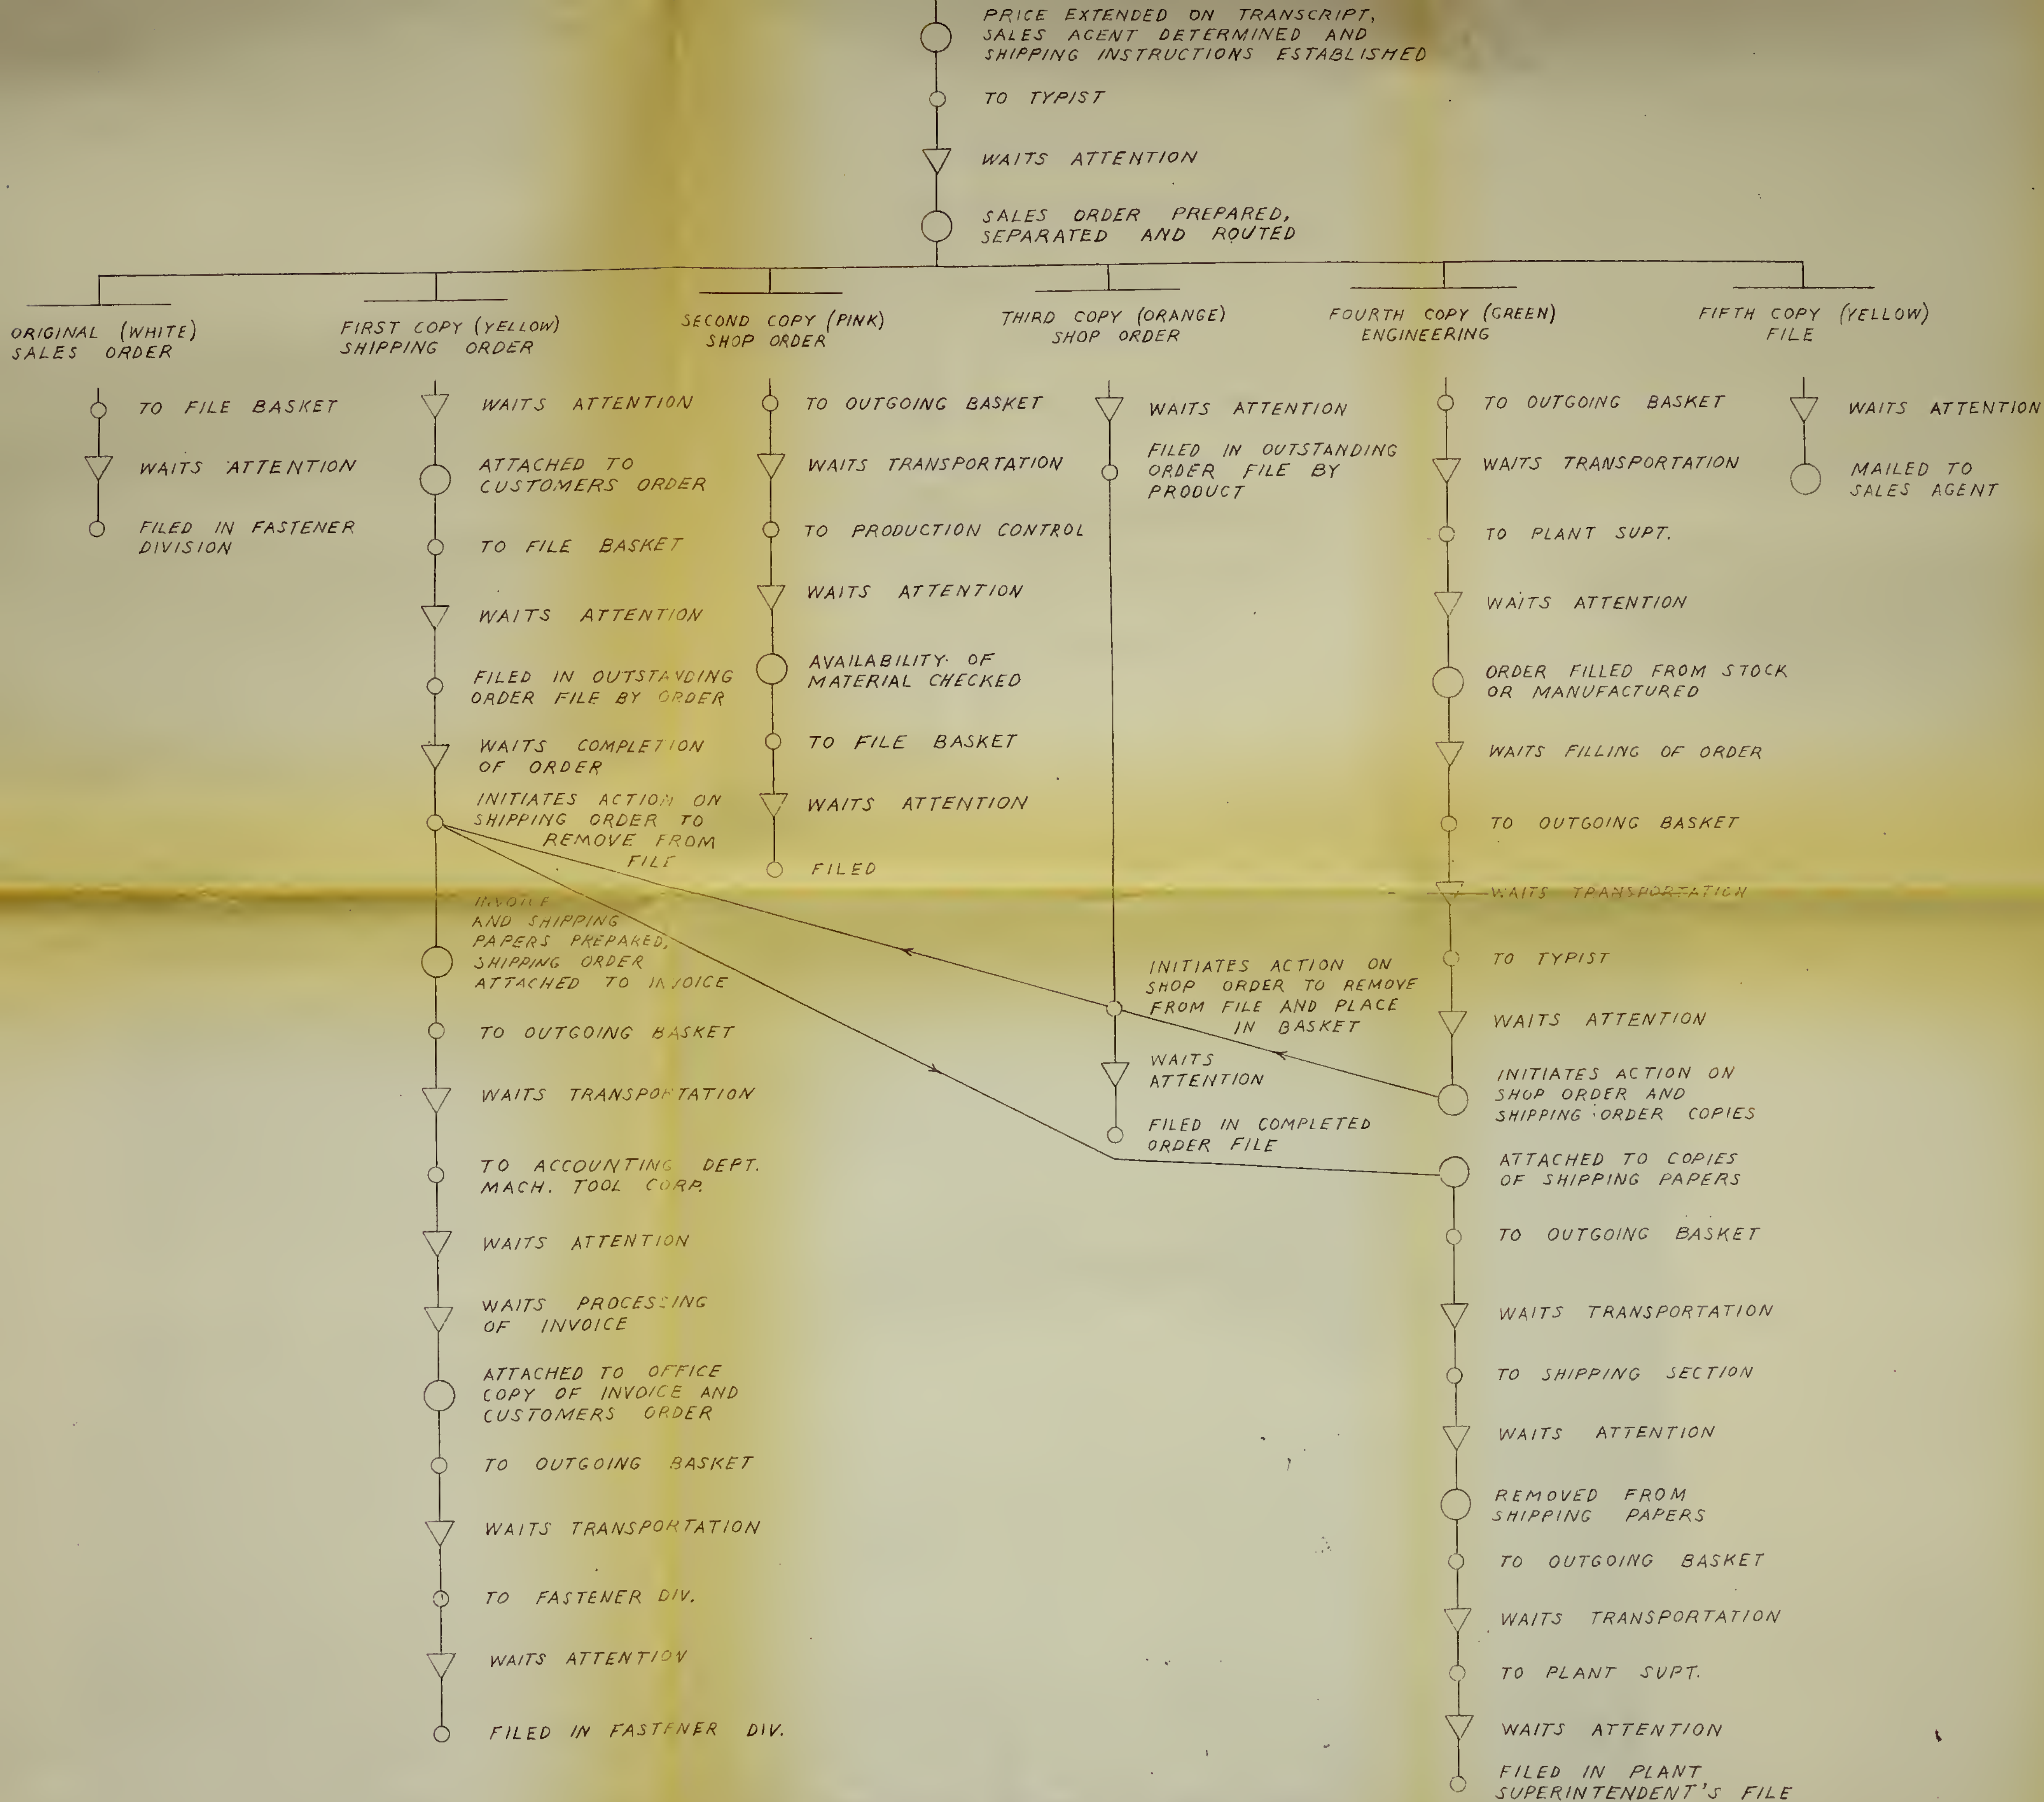 PRICE EXTENDED ON TRANSCRIPT,
SALES AGENT DETERMINED AND
SHIPPING INSTRUCTIONS ESTABLISHED
TO TYPIST
WAITS ATTENTION
SALES ORDER PREPARED,
SEPARATED AND ROUTED
ORIGINAL (WHITE)
SALES ORDER
TO FILE BASKET
WAITS ATTENTION
FILED IN FASTENER
DIVISION
FIRST COPY (YELLOW)
SHIPPING ORDER
WAITS ATTENTION
ATTACHED TO
CUSTOMERS ORDER
TO FILE BASKET
WAITS ATTENTION
FILED IN OUTSTANDING
ORDER FILE BY ORDER
WAITS COMPLETION
OF ORDER
INITIATES ACTION ON
SHIPPING ORDER TO
REMOVE FROM
FILE
INVOICE
AND SHIPPING
PAPERS PREPARED,
SHIPPING ORDER
ATTACHED TO INVOICE
TO OUTGOING BASKET
WAITS TRANSPORTATION
TO ACCOUNTING DEPT.
MACH. TOOL CORP.
WAITS ATTENTION
WAITS PROCESSING
OF INVOICE
ATTACHED TO OFFICE
COPY OF INVOICE AND
CUSTOMERS ORDER
TO OUTGOING BASKET
WAITS TRANSPORTATION
TO FASTENER DIV.
WAITS ATTENTION
FILED IN FASTENER DIV.
SECOND COPY (PINK)
SHOP ORDER
TO OUTGOING BASKET
WAITS TRANSPORTATION
TO PRODUCTION CONTROL
WAITS ATTENTION
AVAILABILITY OF
MATERIAL CHECKED
TO FILE BASKET
WAITS ATTENTION
FILED
THIRD COPY (ORANGE)
SHOP ORDER
WAITS ATTENTION
FILED IN OUTSTANDING
ORDER FILE BY
PRODUCT
INITIATES ACTION ON
SHOP ORDER TO REMOVE
FROM FILE AND PLACE
IN BASKET
WAITS
ATTENTION
FILED IN COMPLETED
ORDER FILE
FOURTH COPY (GREEN)
ENGINEERING
TO OUTGOING BASKET
WAITS TRANSPORTATION
TO PLANT SUPT.
WAITS ATTENTION
ORDER FILLED FROM STOCK
OR MANUFACTURED
WAITS FILLING OF ORDER
TO OUTGOING BASKET
WAITS TRANSPORTATION
TO TYPIST
WAITS ATTENTION
INITIATES ACTION ON
SHOP ORDER AND
SHIPPING ORDER COPIES
ATTACHED TO COPIES
OF SHIPPING PAPERS
TO OUTGOING BASKET
WAITS TRANSPORTATION
TO SHIPPING SECTION
WAITS ATTENTION
REMOVED FROM
SHIPPING PAPERS
TO OUTGOING BASKET
WAITS TRANSPORTATION
TO PLANT SUPT.
WAITS ATTENTION
FILED IN PLANT
SUPERINTENDENT'S FILE
FIFTH COPY (YELLOW)
FILE
WAITS ATTENTION
MAILED TO
SALES AGENT